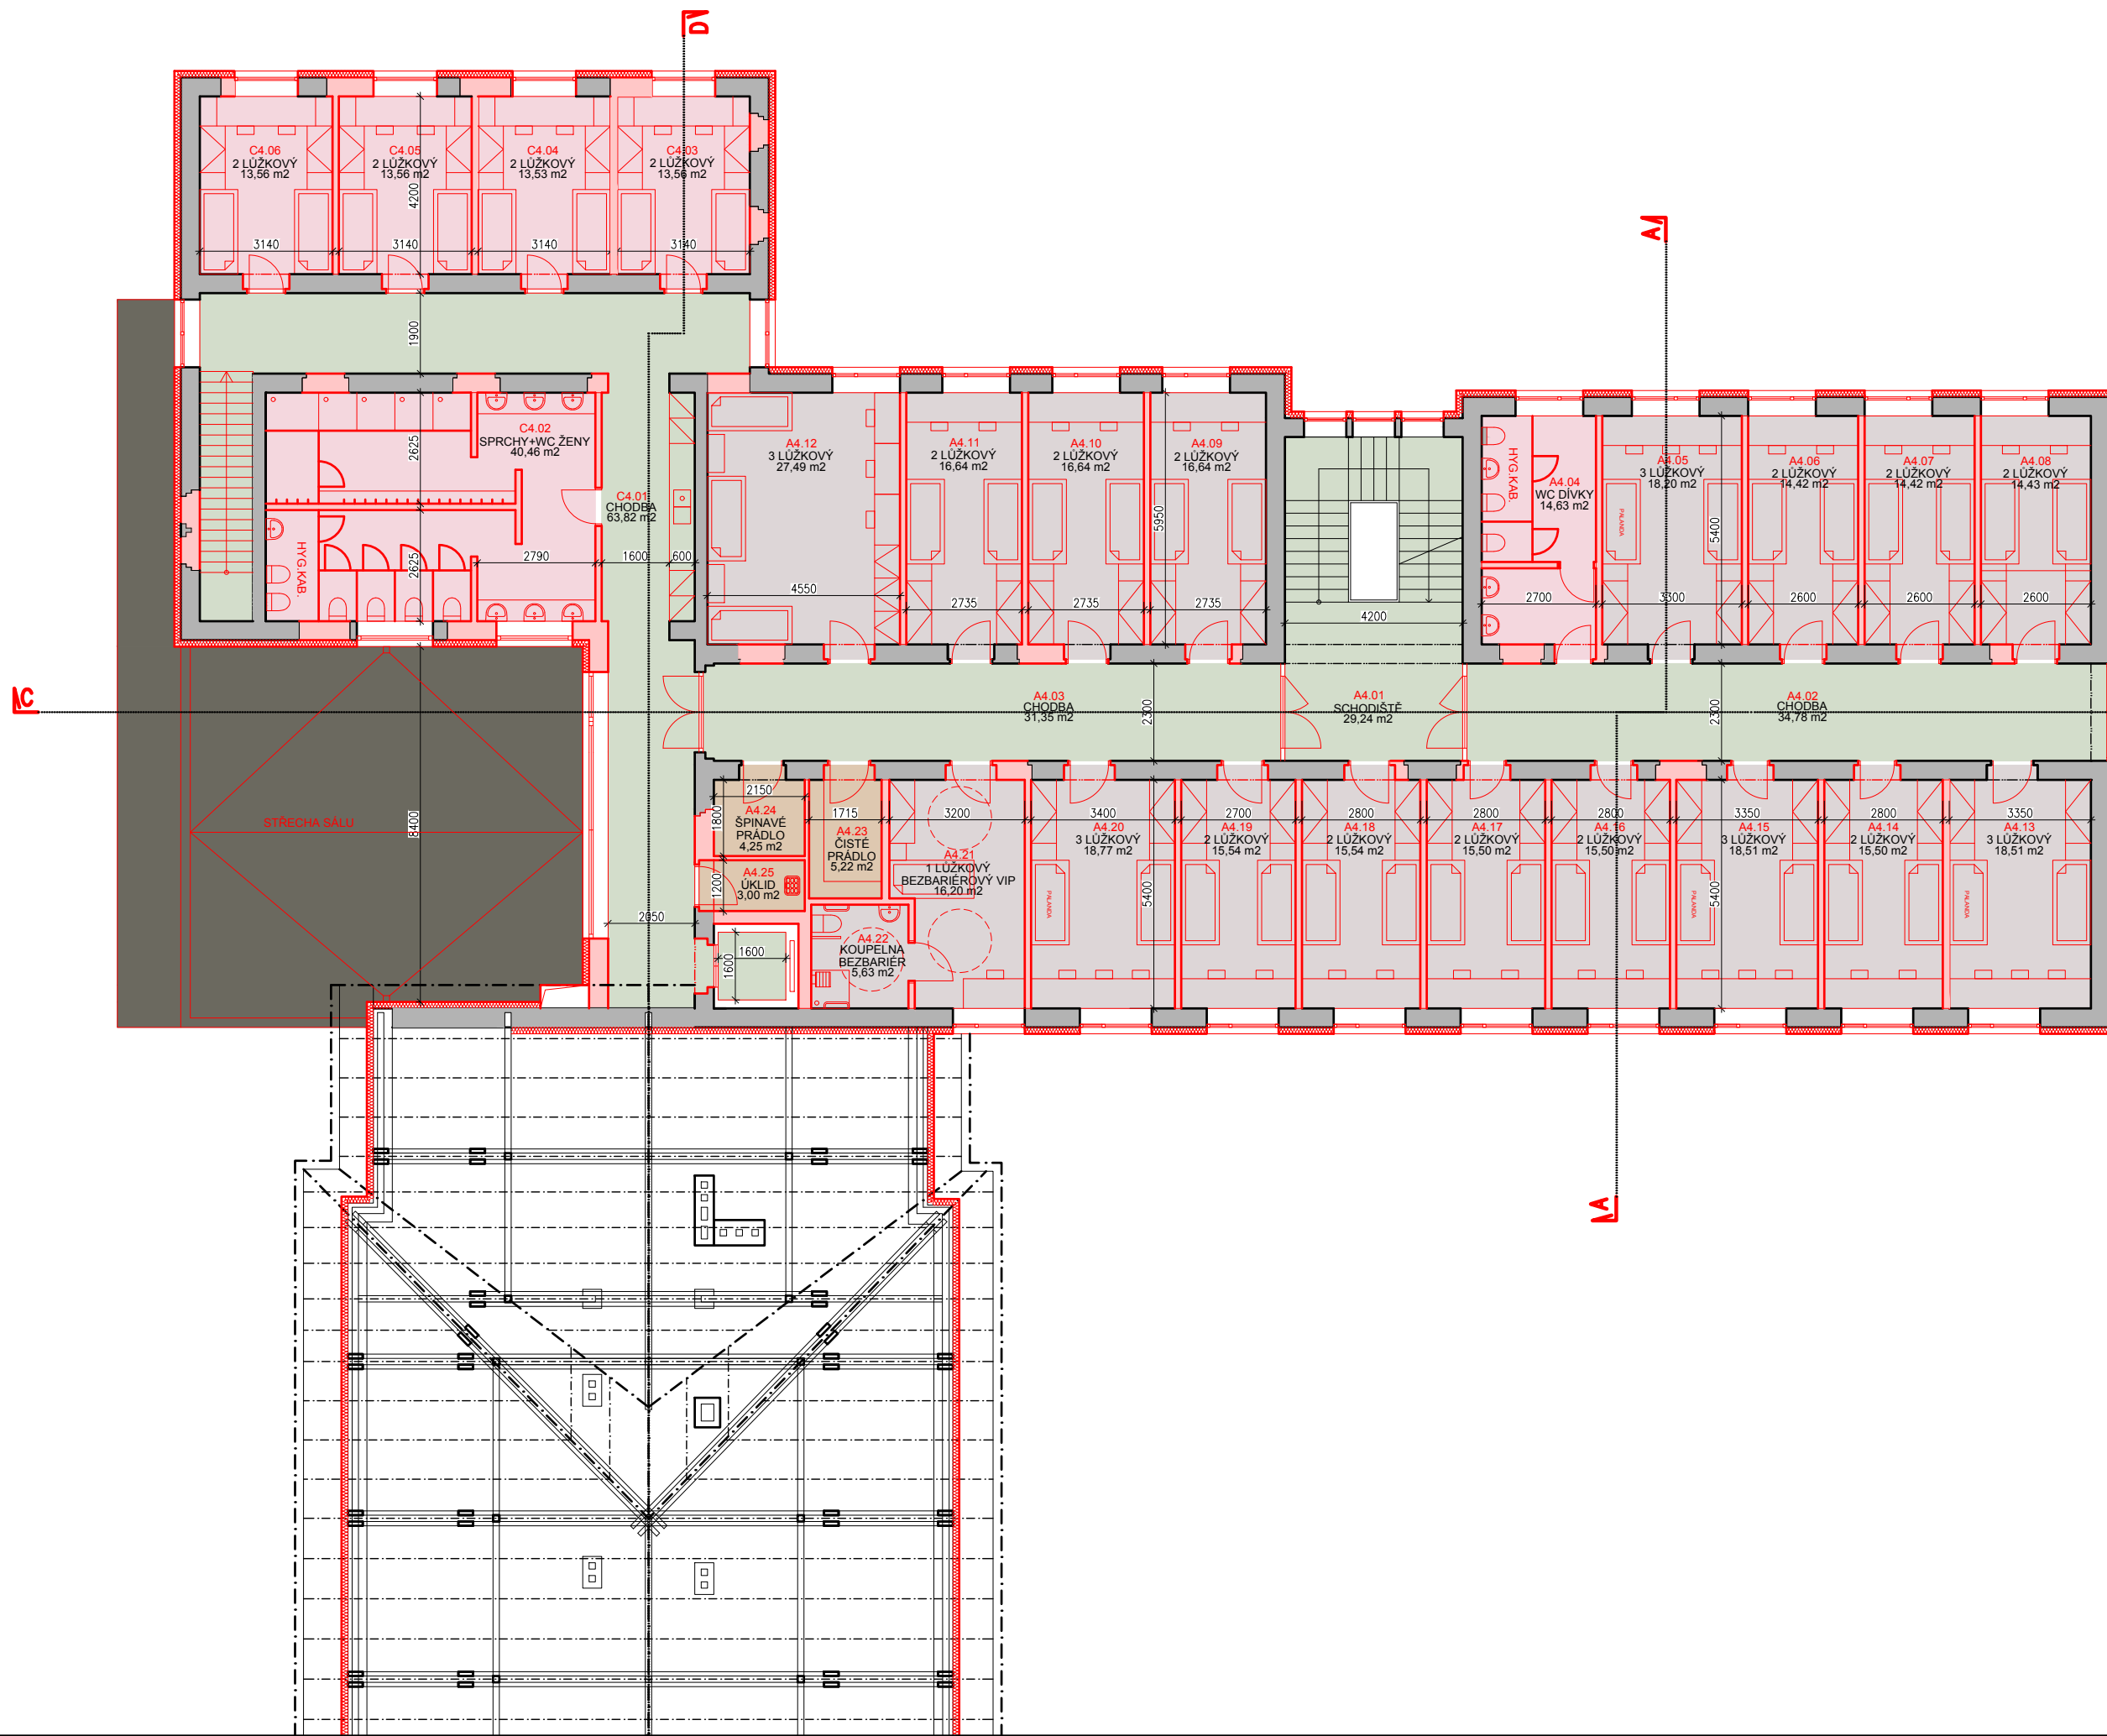 D
C4.06
2 LŮŽKOVÝ
13,56 m2
C4.05
2 LŮŽKOVÝ
13,56 m2
C4.04
2 LŮŽKOVÝ
13,53 m2
C4.03
2 LŮŽKOVÝ
13,56 m2
4200
3140
3140
3140
3140
A
1900
C4.02
SPRCHY+WC ŽENY
40,46 m2
2625
2625
HYG.KAB.
2790
C4.01
CHODBA
63,82 m2
1600
600
A4.12
3 LŮŽKOVÝ
27,49 m2
4550
A4.11
2 LŮŽKOVÝ
16,64 m2
2735
A4.10
2 LŮŽKOVÝ
16,64 m2
2735
A4.09
2 LŮŽKOVÝ
16,64 m2
2735
5950
4200
HYG.KAB.
A4.04
WC DÍVKY
14,63 m2
2700
A4.05
3 LŮŽKOVÝ
18,20 m2
PALANDA
3300
5400
A4.06
2 LŮŽKOVÝ
14,42 m2
2600
A4.07
2 LŮŽKOVÝ
14,42 m2
2600
A4.08
2 LŮŽKOVÝ
14,43 m2
2600
C
A4.03
CHODBA
31,35 m2
2300
A4.01
SCHODIŠTĚ
29,24 m2
2300
A4.02
CHODBA
34,78 m2
STŘECHA SÁLU
8400
2150
1800
A4.24
ŠPINAVÉ
PRÁDLO
4,25 m2
1715
A4.23
ČISTÉ
PRÁDLO
5,22 m2
1200
A4.25
ÚKLID
3,00 m2
3200
A4.21
1 LŮŽKOVÝ
BEZBARIÉROVÝ VIP
16,20 m2
A4.22
KOUPELNA
BEZBARIÉR
5,63 m2
2050
1600
1600
3400
A4.20
3 LŮŽKOVÝ
18,77 m2
PALANDA
5400
2700
A4.19
2 LŮŽKOVÝ
15,54 m2
2800
A4.18
2 LŮŽKOVÝ
15,54 m2
2800
A4.17
2 LŮŽKOVÝ
15,50 m2
2800
A4.16
2 LŮŽKOVÝ
15,50 m2
3350
A4.15
3 LŮŽKOVÝ
18,51 m2
PALANDA
5400
2800
A4.14
2 LŮŽKOVÝ
15,50 m2
3350
A4.13
3 LŮŽKOVÝ
18,51 m2
PALANDA
A